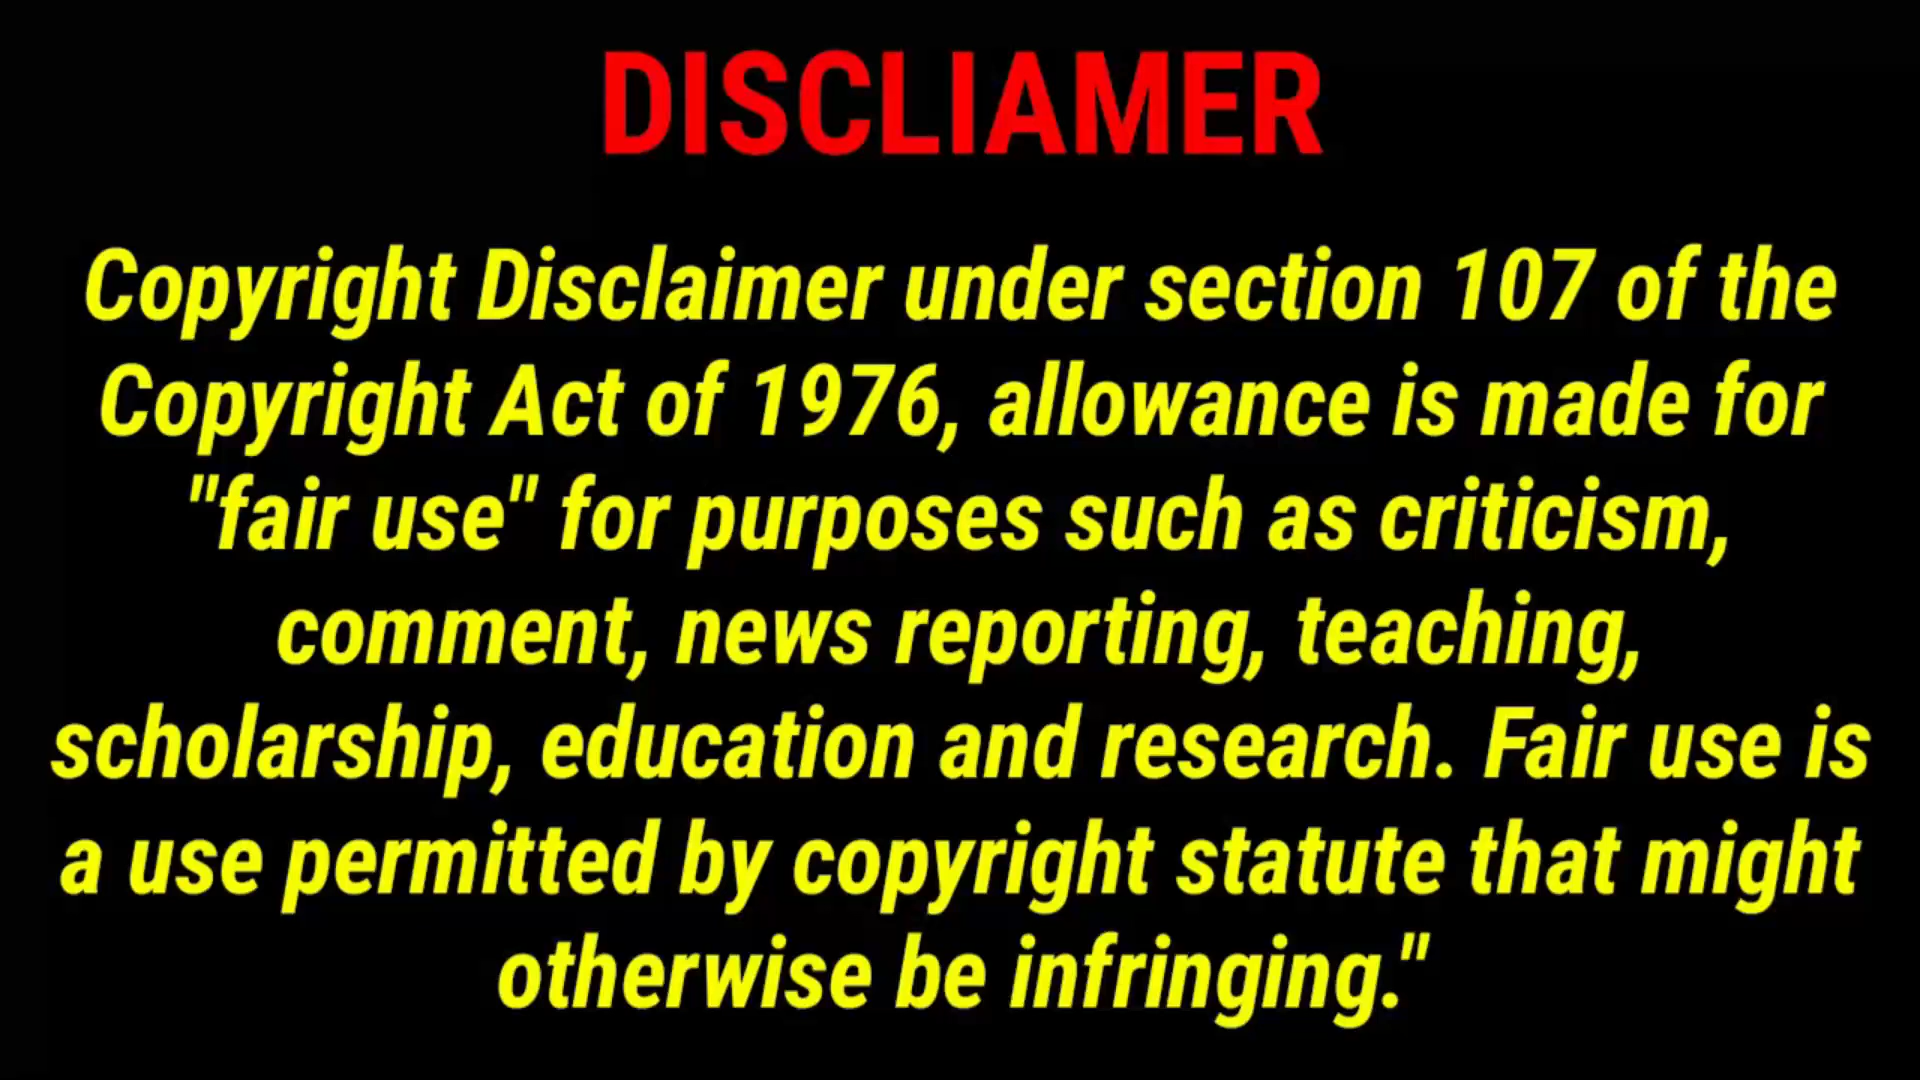 DISCLIAMER
Copyright Disclaimer under section 107 of the
Copyright Act of 1976, allowance is made for
"fair use" for purposes such as criticism,
comment, news reporting, teaching,
scholarship, education and research. Fair use is
a use permitted by copyright statute that might
otherwise be infringing."